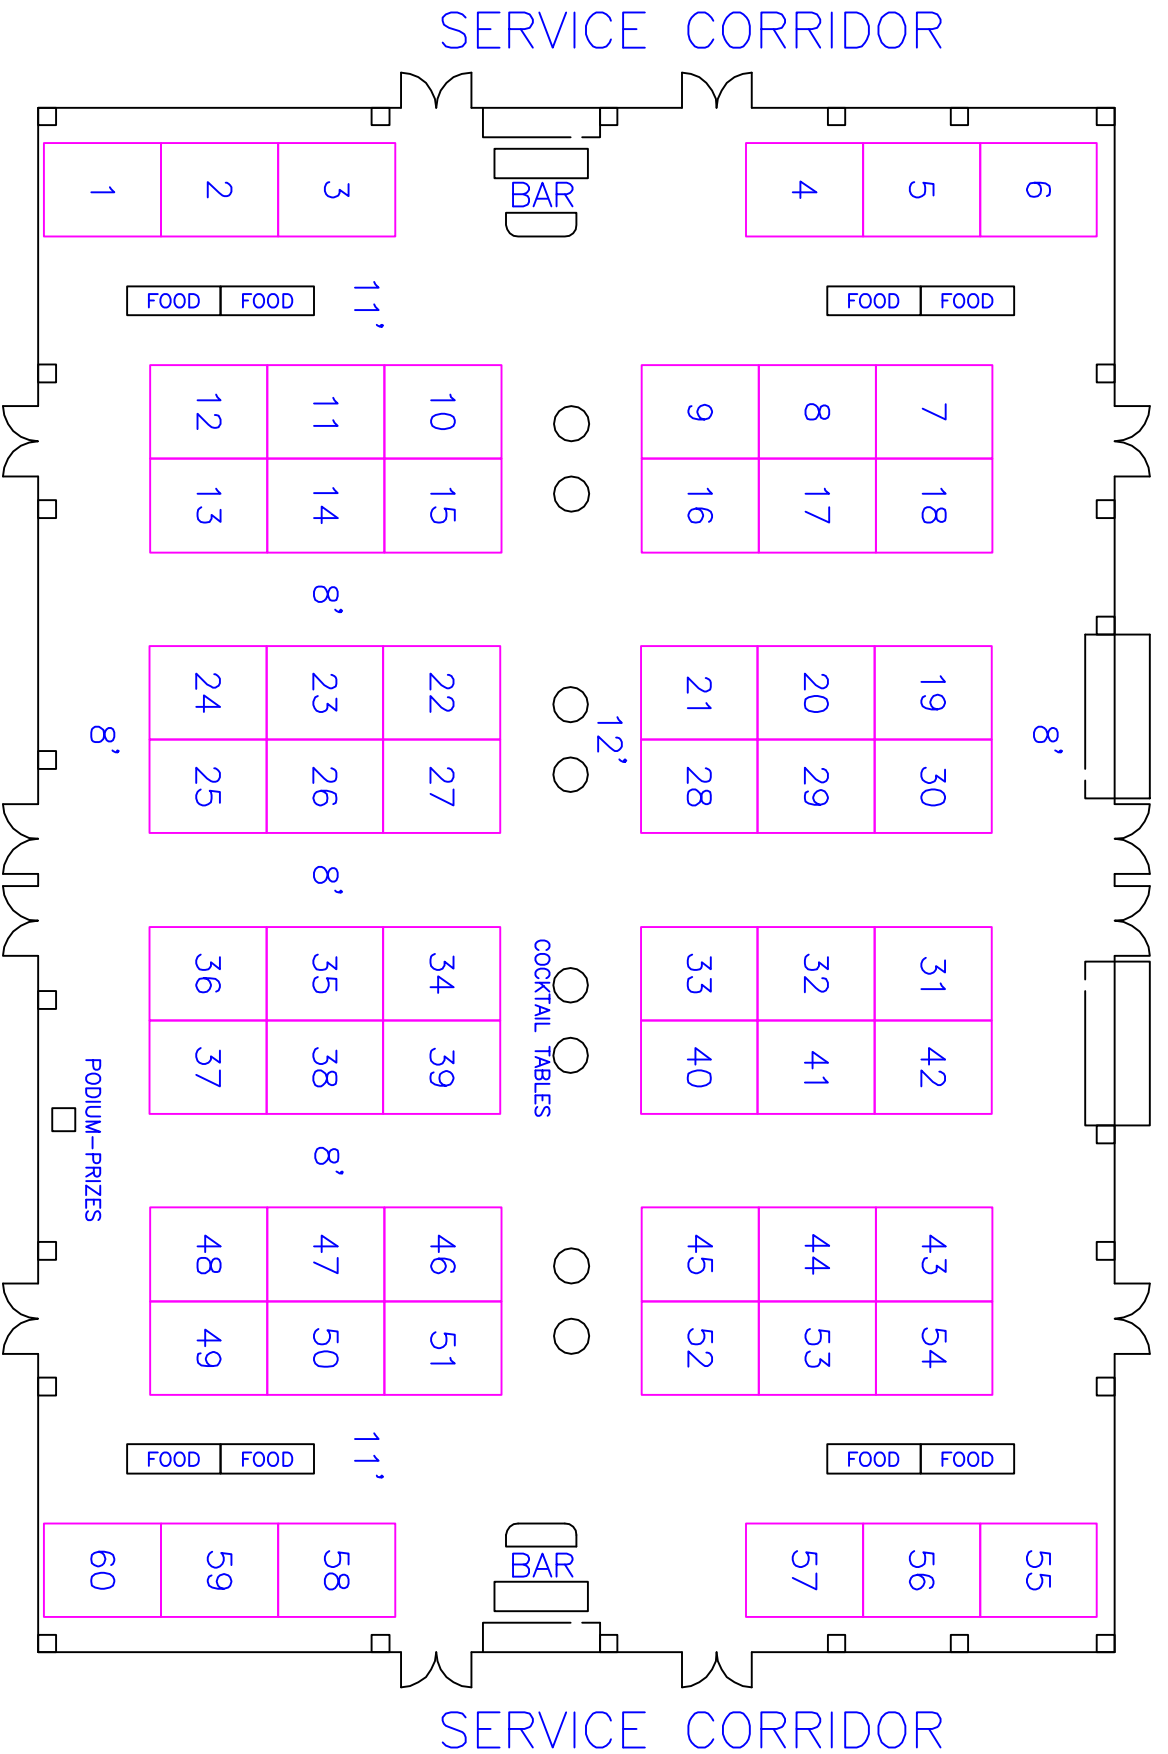 SERVICE CORRIDOR
1 2 3 BAR 4 5 6
FOOD FOOD 11' FOOD FOOD
12 11 10 9 8 7
13 14 15 16 17 18
8'
24 23 22 21 20 19
8' 12' 8'
25 26 27 28 29 30
8'
36 35 34 33 32 31
COCKTAIL TABLES
37 38 39 40 41 42
PODIUM-PRIZES
8'
48 47 46 45 44 43
49 50 51 52 53 54
FOOD FOOD 11' FOOD FOOD
60 59 58 BAR 57 56 55
SERVICE CORRIDOR